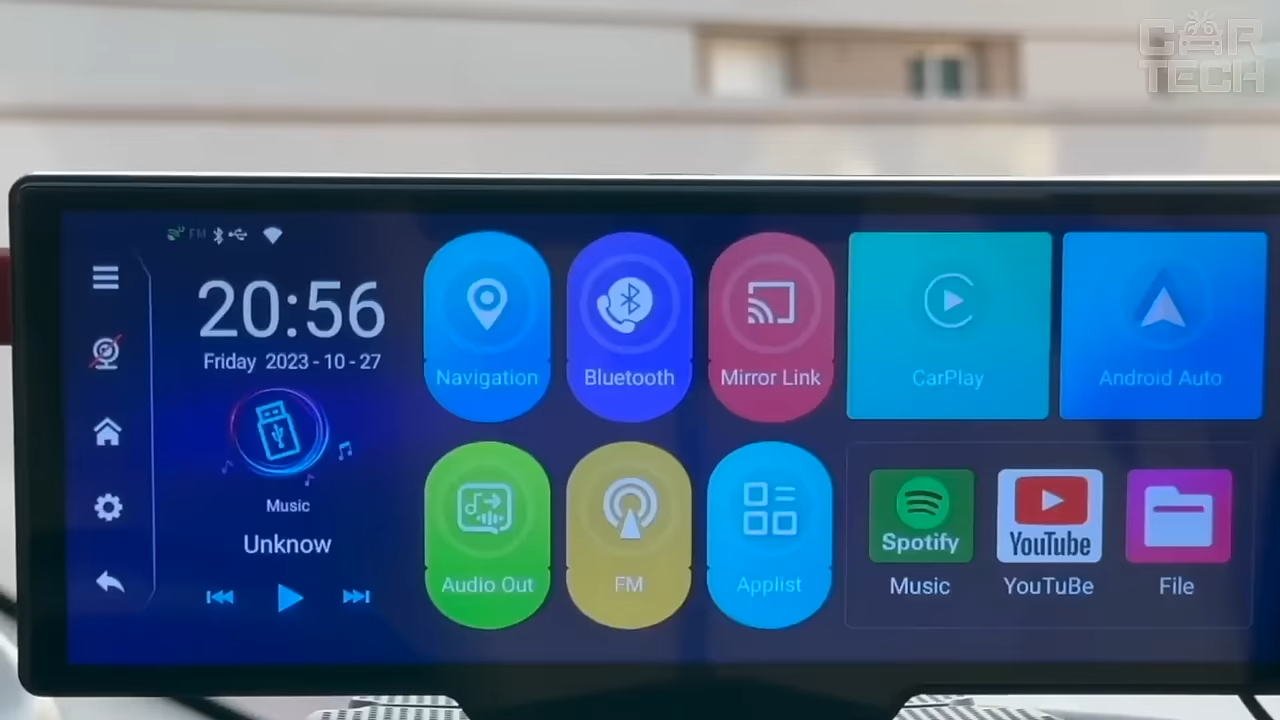 CAR
TECH
FM
20:56
Friday 2023-10-27
Music
Unknow
Navigation
Bluetooth
Mirror Link
CarPlay
Android Auto
Audio Out
FM
Applist
Spotify
Music
YouTube
YouTuBe
File